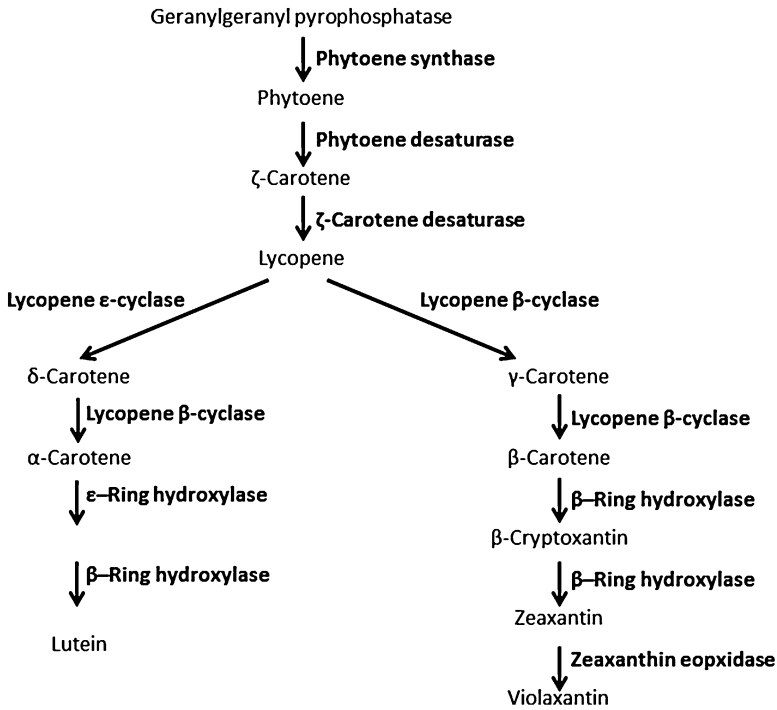 Geranylgeranyl pyrophosphatase
Phytoene synthase
Phytoene
Phytoene desaturase
ζ-Carotene
ζ-Carotene desaturase
Lycopene
Lycopene ε-cyclase
Lycopene β-cyclase
δ-Carotene
γ-Carotene
Lycopene β-cyclase
Lycopene β-cyclase
α-Carotene
β-Carotene
ε–Ring hydroxylase
β–Ring hydroxylase
β-Cryptoxantin
β–Ring hydroxylase
β–Ring hydroxylase
Zeaxantin
Lutein
Zeaxanthin eopxidase
Violaxantin